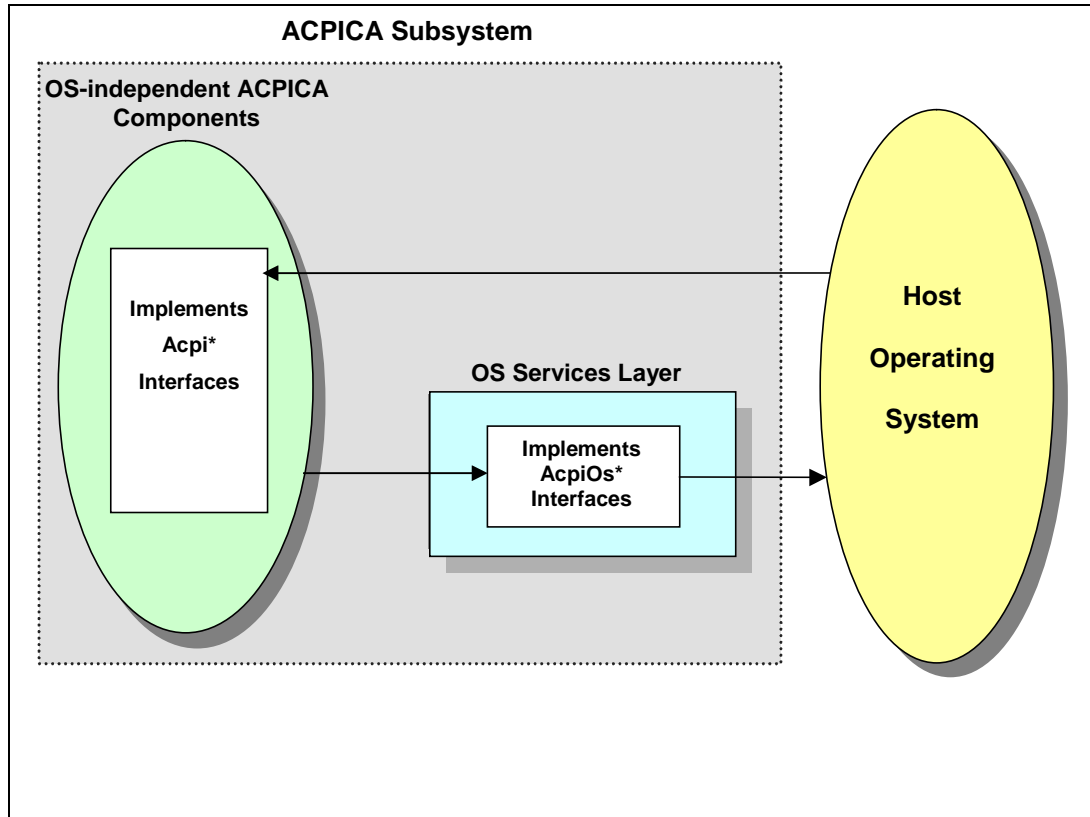 ACPICA Subsystem
OS-independent ACPICA
Components
Implements
Acpi*
Interfaces
OS Services Layer
Implements
AcpiOs*
Interfaces
Host
Operating
System